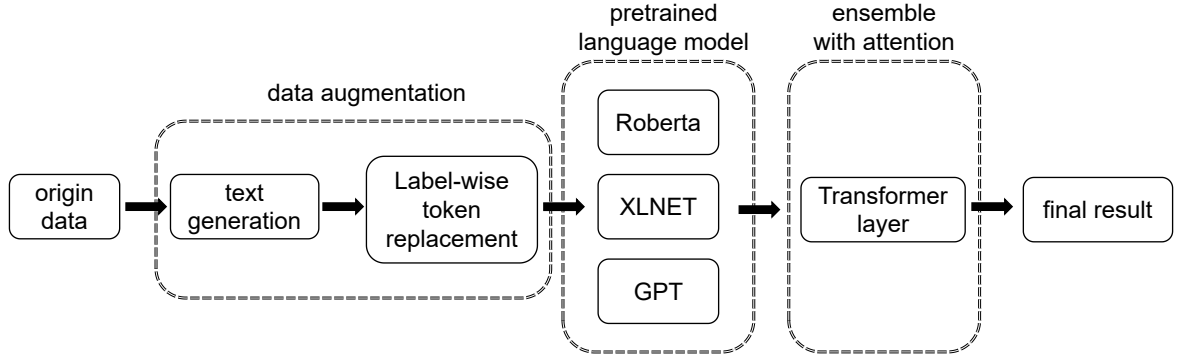 pretrained
language model
ensemble
with attention
data augmentation
origin
data
text
generation
Label-wise
token
replacement
Roberta
XLNET
GPT
Transformer
layer
final result